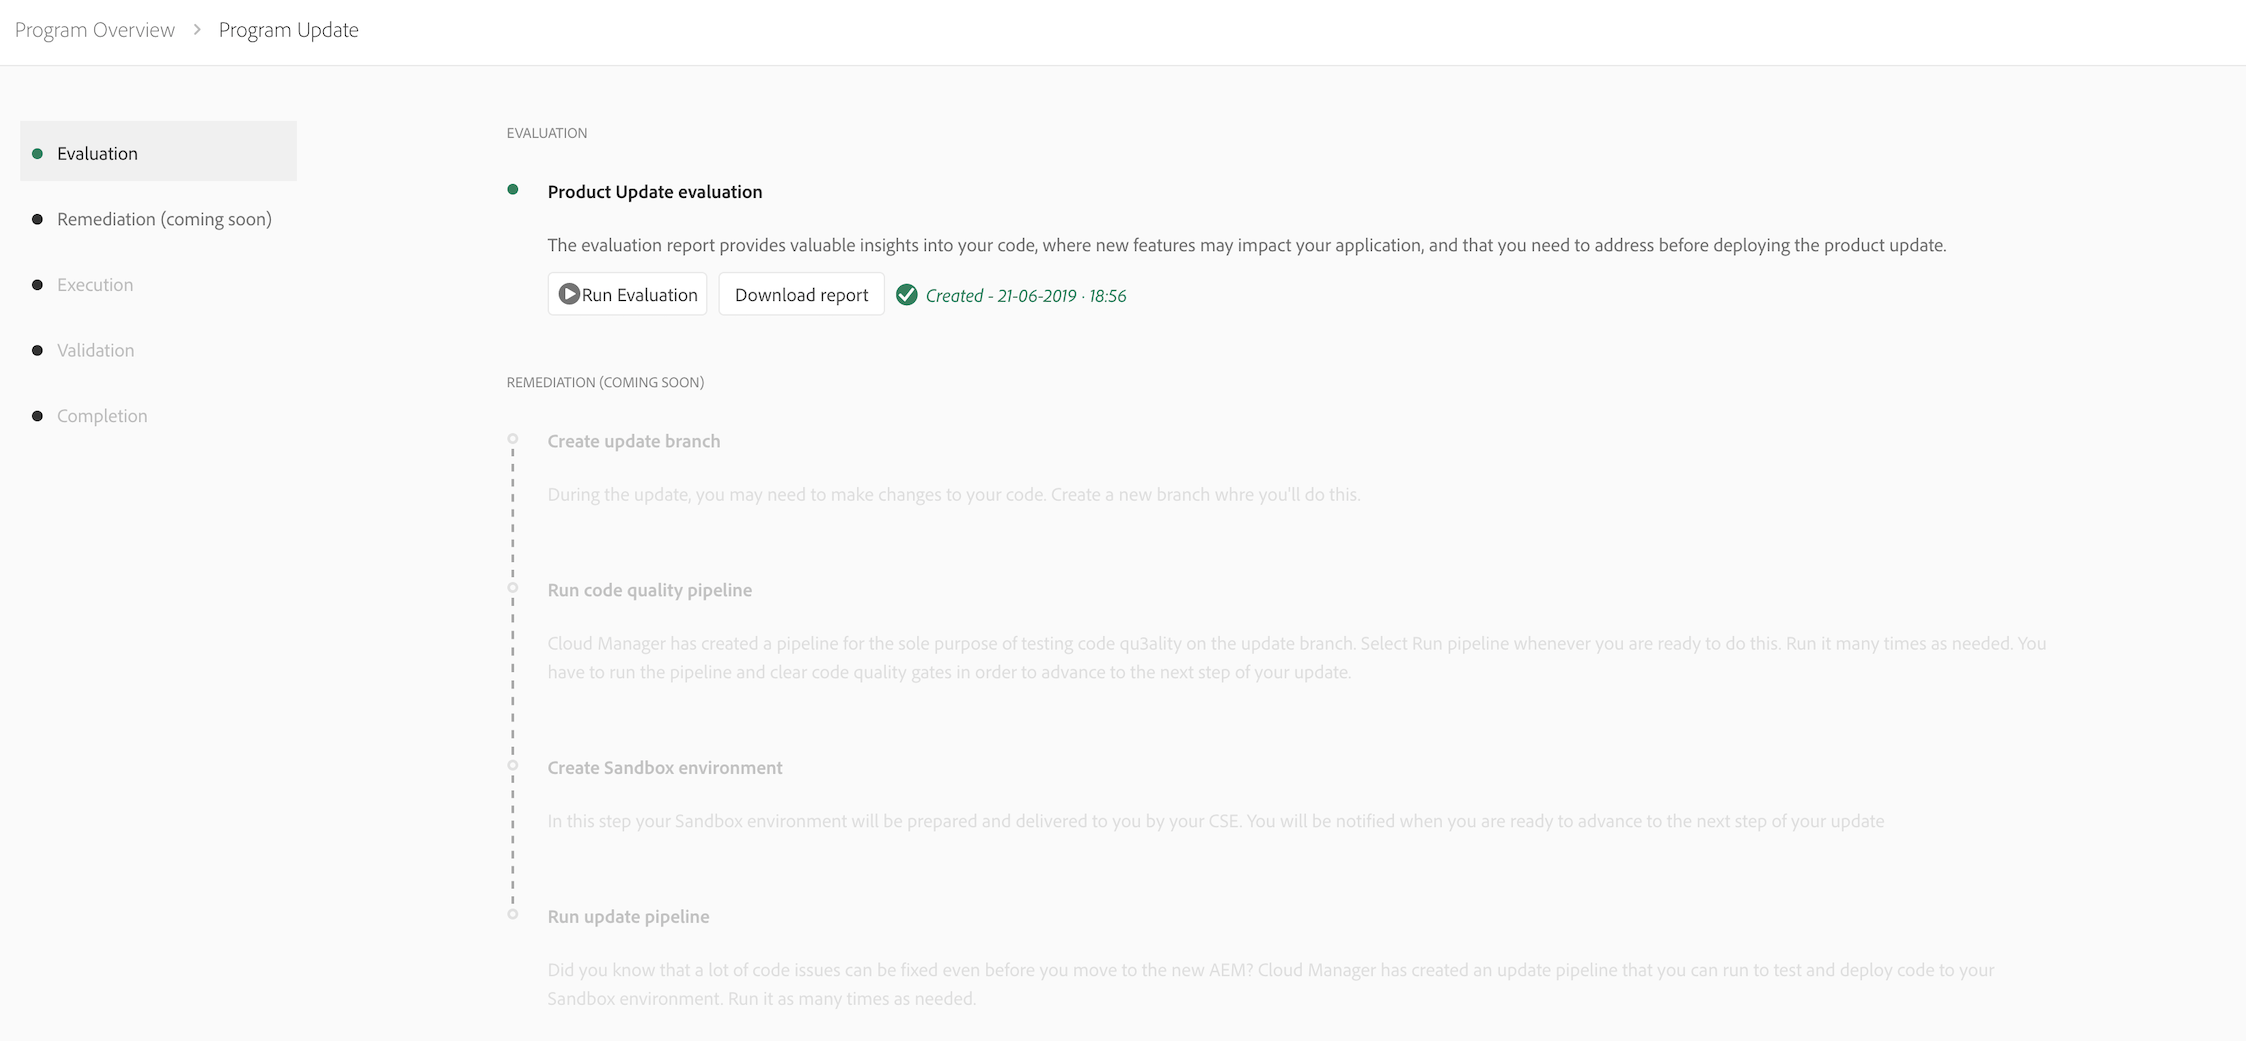 Program Overview > Program Update
Evaluation
Remediation (coming soon)
Execution
Validation
Completion
EVALUATION
Product Update evaluation
The evaluation report provides valuable insights into your code, where new features may impact your application, and that you need to address before deploying the product update.
Run Evaluation
Download report
Created - 21-06-2019 · 18:56
REMEDIATION (COMING SOON)
Create update branch
During the update, you may need to make changes to your code. Create a new branch whre you'll do this.
Run code quality pipeline
Cloud Manager has created a pipeline for the sole purpose of testing code qu3ality on the update branch. Select Run pipeline whenever you are ready to do this. Run it many times as needed. You
have to run the pipeline and clear code quality gates in order to advance to the next step of your update.
Create Sandbox environment
In this step your Sandbox environment will be prepared and delivered to you by your CSE. You will be notified when you are ready to advance to the next step of your update
Run update pipeline
Did you know that a lot of code issues can be fixed even before you move to the new AEM? Cloud Manager has created an update pipeline that you can run to test and deploy code to your
Sandbox environment. Run it as many times as needed.